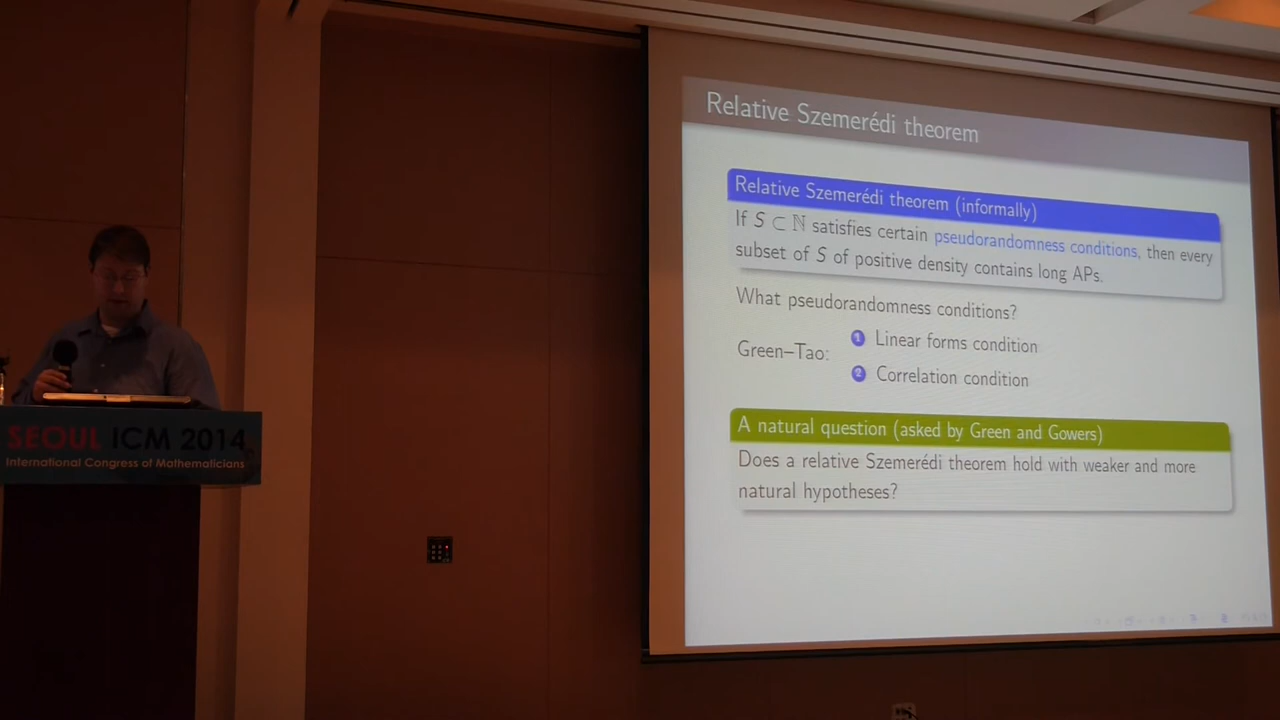 Relative Szemerédi theorem
Relative Szemerédi theorem (informally)
If S ⊂ ℕ satisfies certain pseudorandomness conditions, then every
subset of S of positive density contains long APs.
What pseudorandomness conditions?
Green–Tao:
1 Linear forms condition
2 Correlation condition
A natural question (asked by Green and Gowers)
Does a relative Szemerédi theorem hold with weaker and more
natural hypotheses?
SEOUL ICM 2014
International Congress of Mathematicians